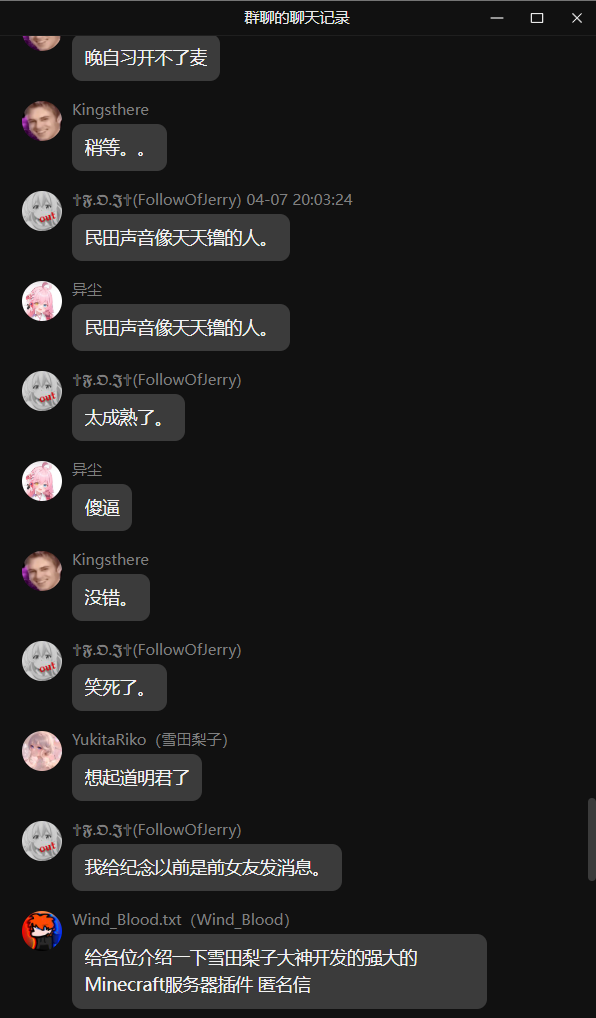 群聊的聊天记录
晚自习开不了麦
Kingsthere
稍等。。
✝𝕱.𝕺.𝕵✝(FollowOfJerry) 04-07 20:03:24
民田声音像天天镥的人。
异尘
民田声音像天天镥的人。
✝𝕱.𝕺.𝕵✝(FollowOfJerry)
太成熟了。
异尘
傻逼
Kingsthere
没错。
✝𝕱.𝕺.𝕵✝(FollowOfJerry)
笑死了。
YukitaRiko（雪田梨子）
想起道明君了
✝𝕱.𝕺.𝕵✝(FollowOfJerry)
我给纪念以前是前女友发消息。
Wind_Blood.txt（Wind_Blood）
给各位介绍一下雪田梨子大神开发的强大的
Minecraft服务器插件 匿名信
out